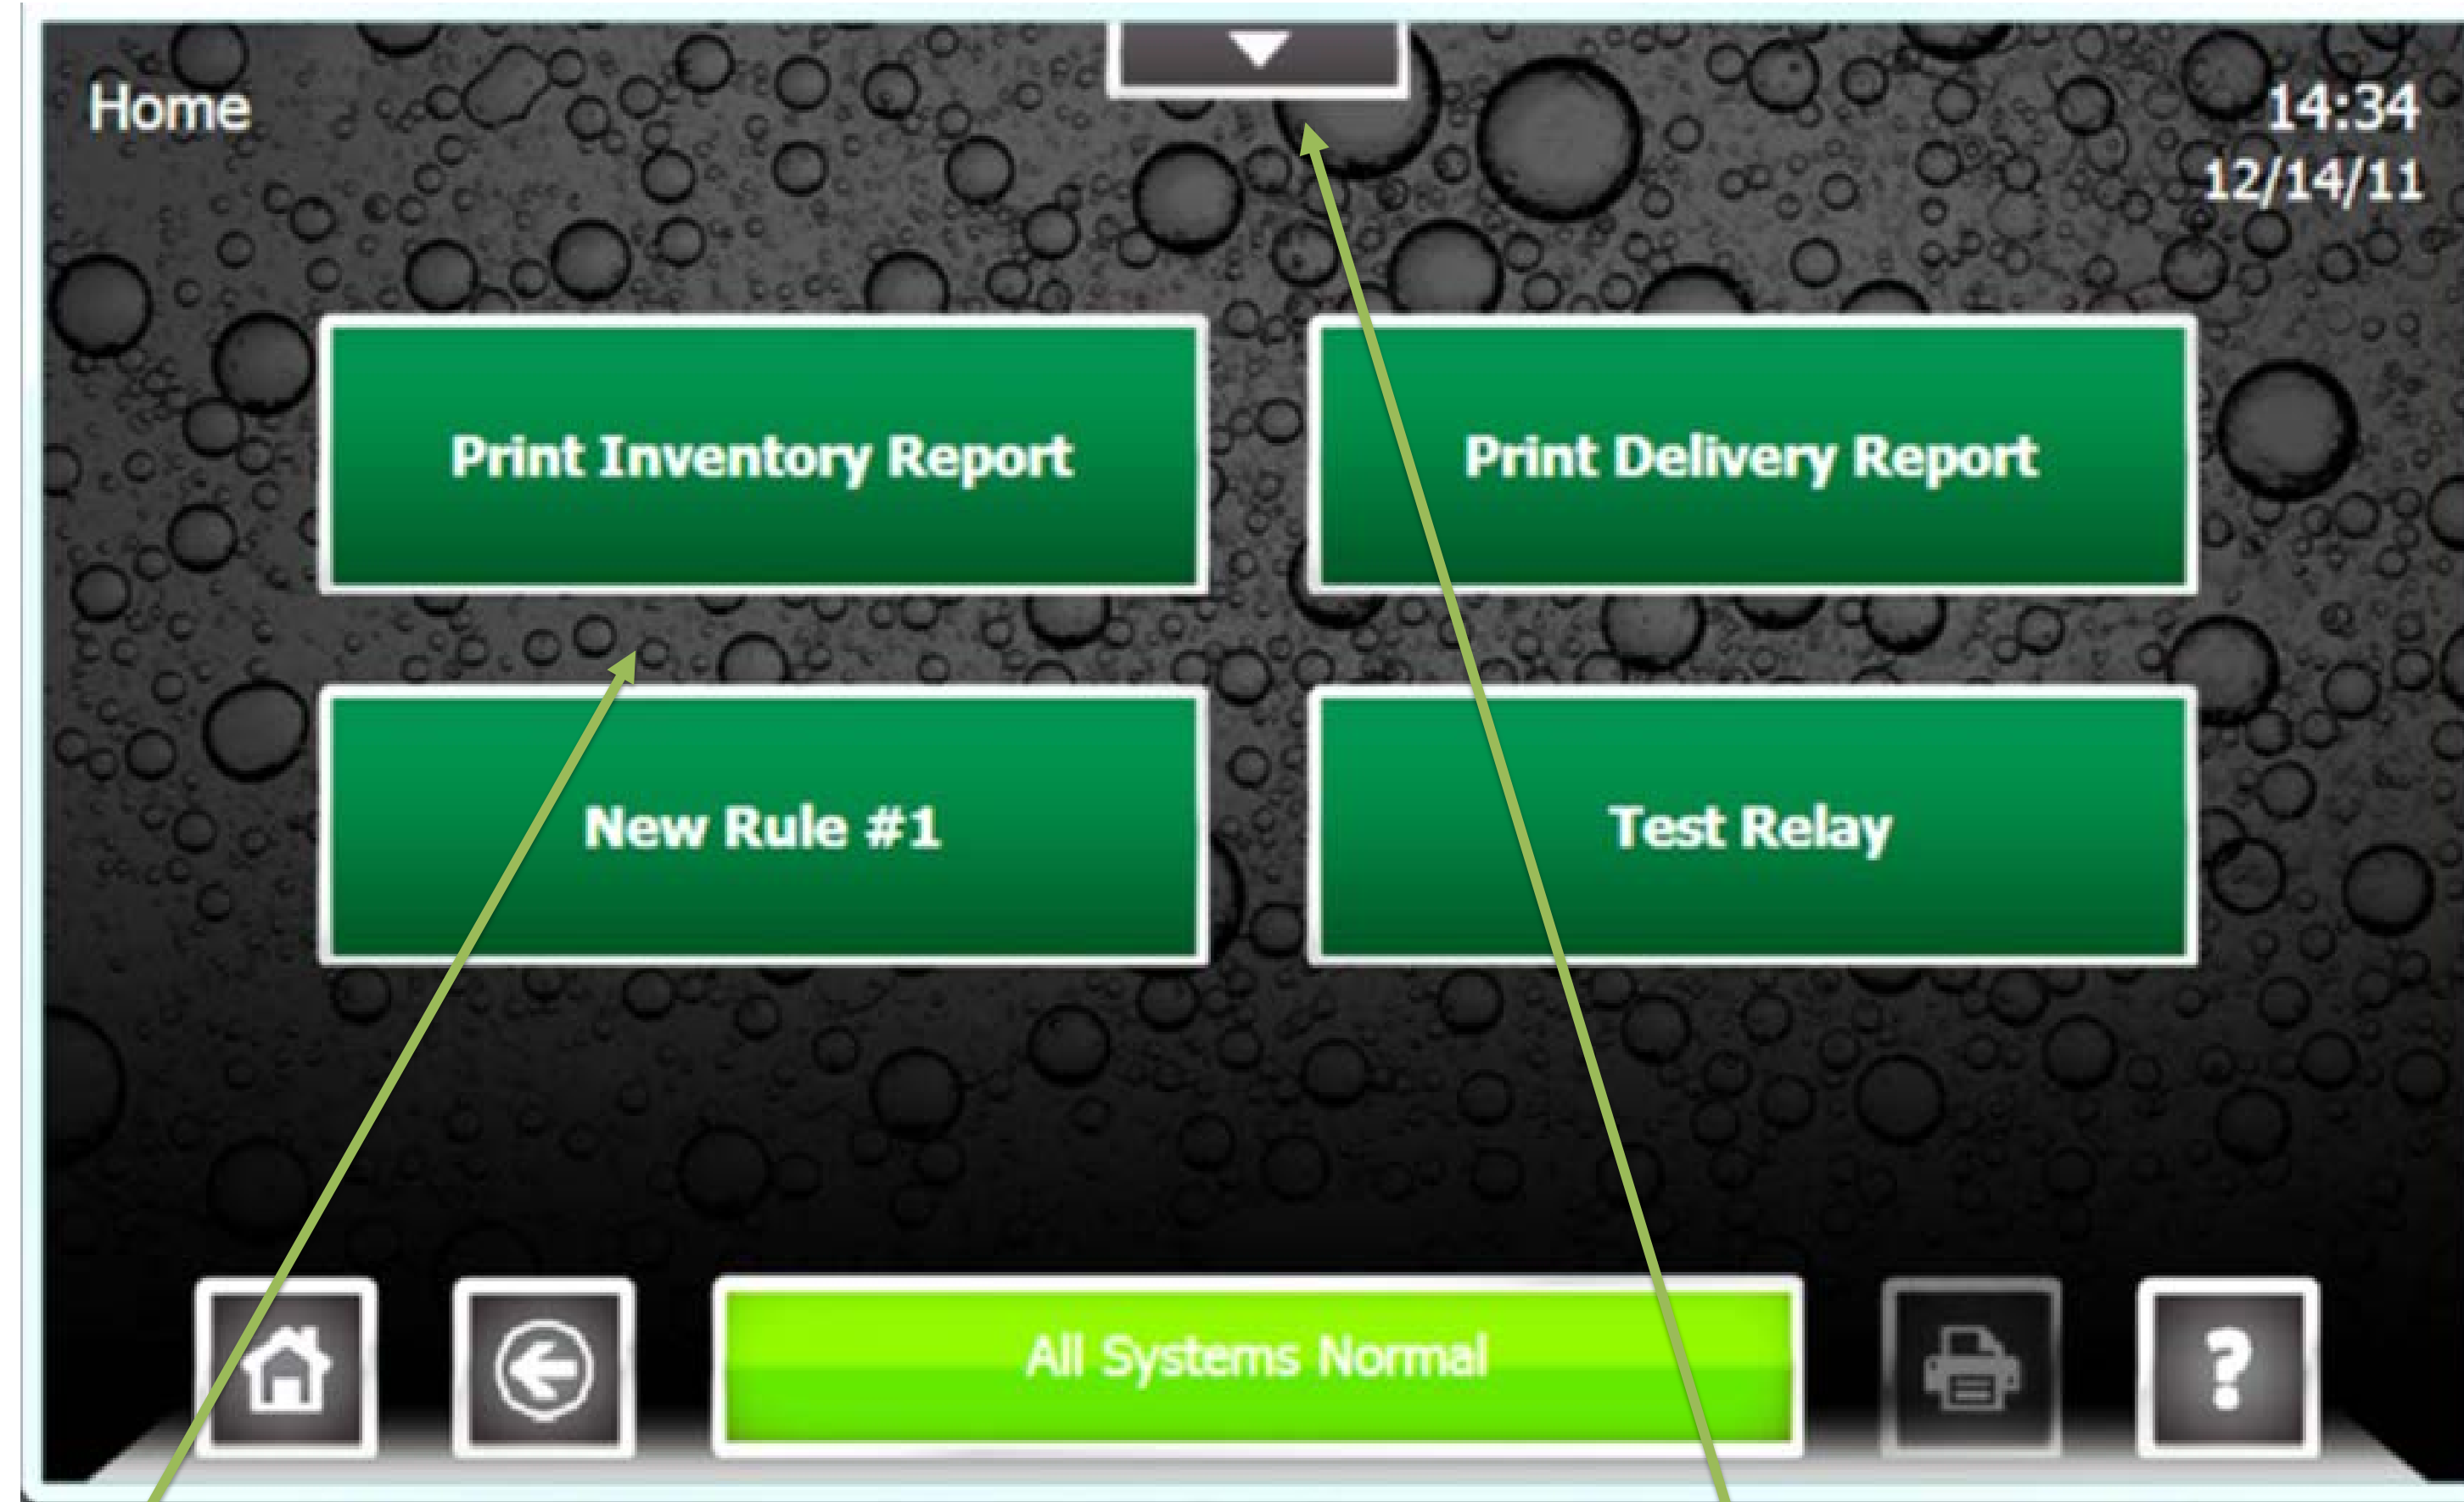 Home
14:34
12/14/11
Print Inventory Report
Print Delivery Report
New Rule #1
Test Relay
All Systems Normal
?